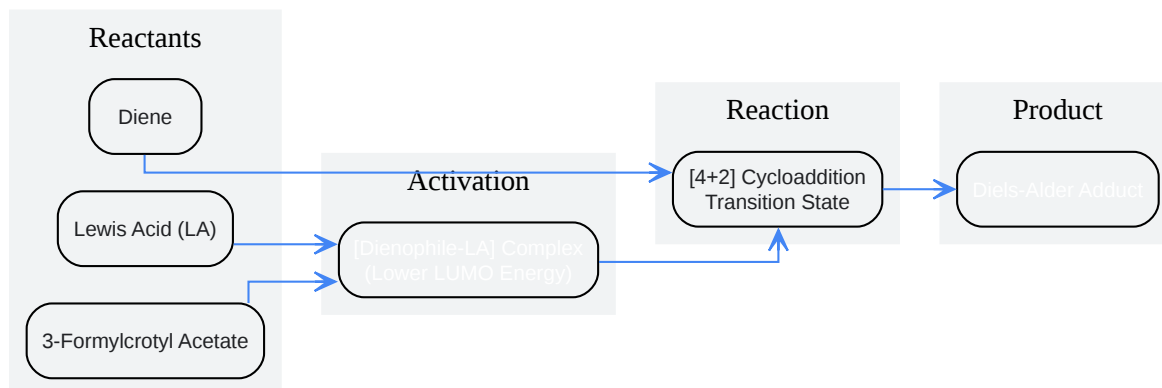 Reactants
Diene
Lewis Acid (LA)
3-Formylcrotyl Acetate
Activation
[Dienophile-LA] Complex
(Lower LUMO Energy)
Reaction
[4+2] Cycloaddition
Transition State
Product
Diels-Alder Adduct